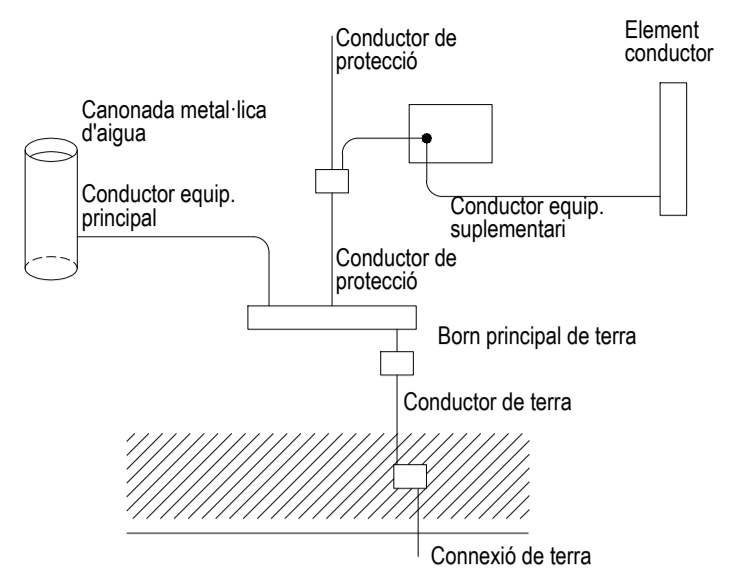 Element
conductor
Conductor de
protecció
Canonada metal·lica
d'aigua
Conductor equip.
principal
Conductor equip.
suplementari
Conductor de
protecció
Born principal de terra
Conductor de terra
Connexió de terra